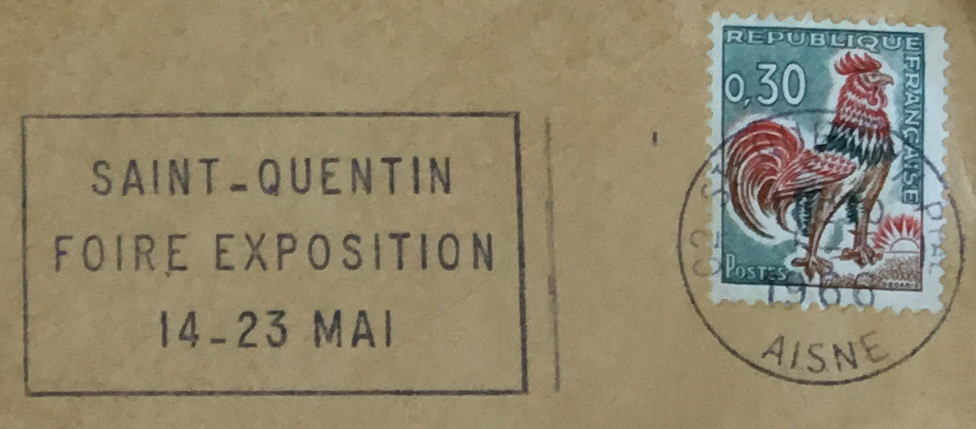 SAINT-QUENTIN
FOIRE EXPOSITION
14-23 MAI
REPUBLIQUE
FRANÇAISE
0,30
POSTES
1966
AISNE